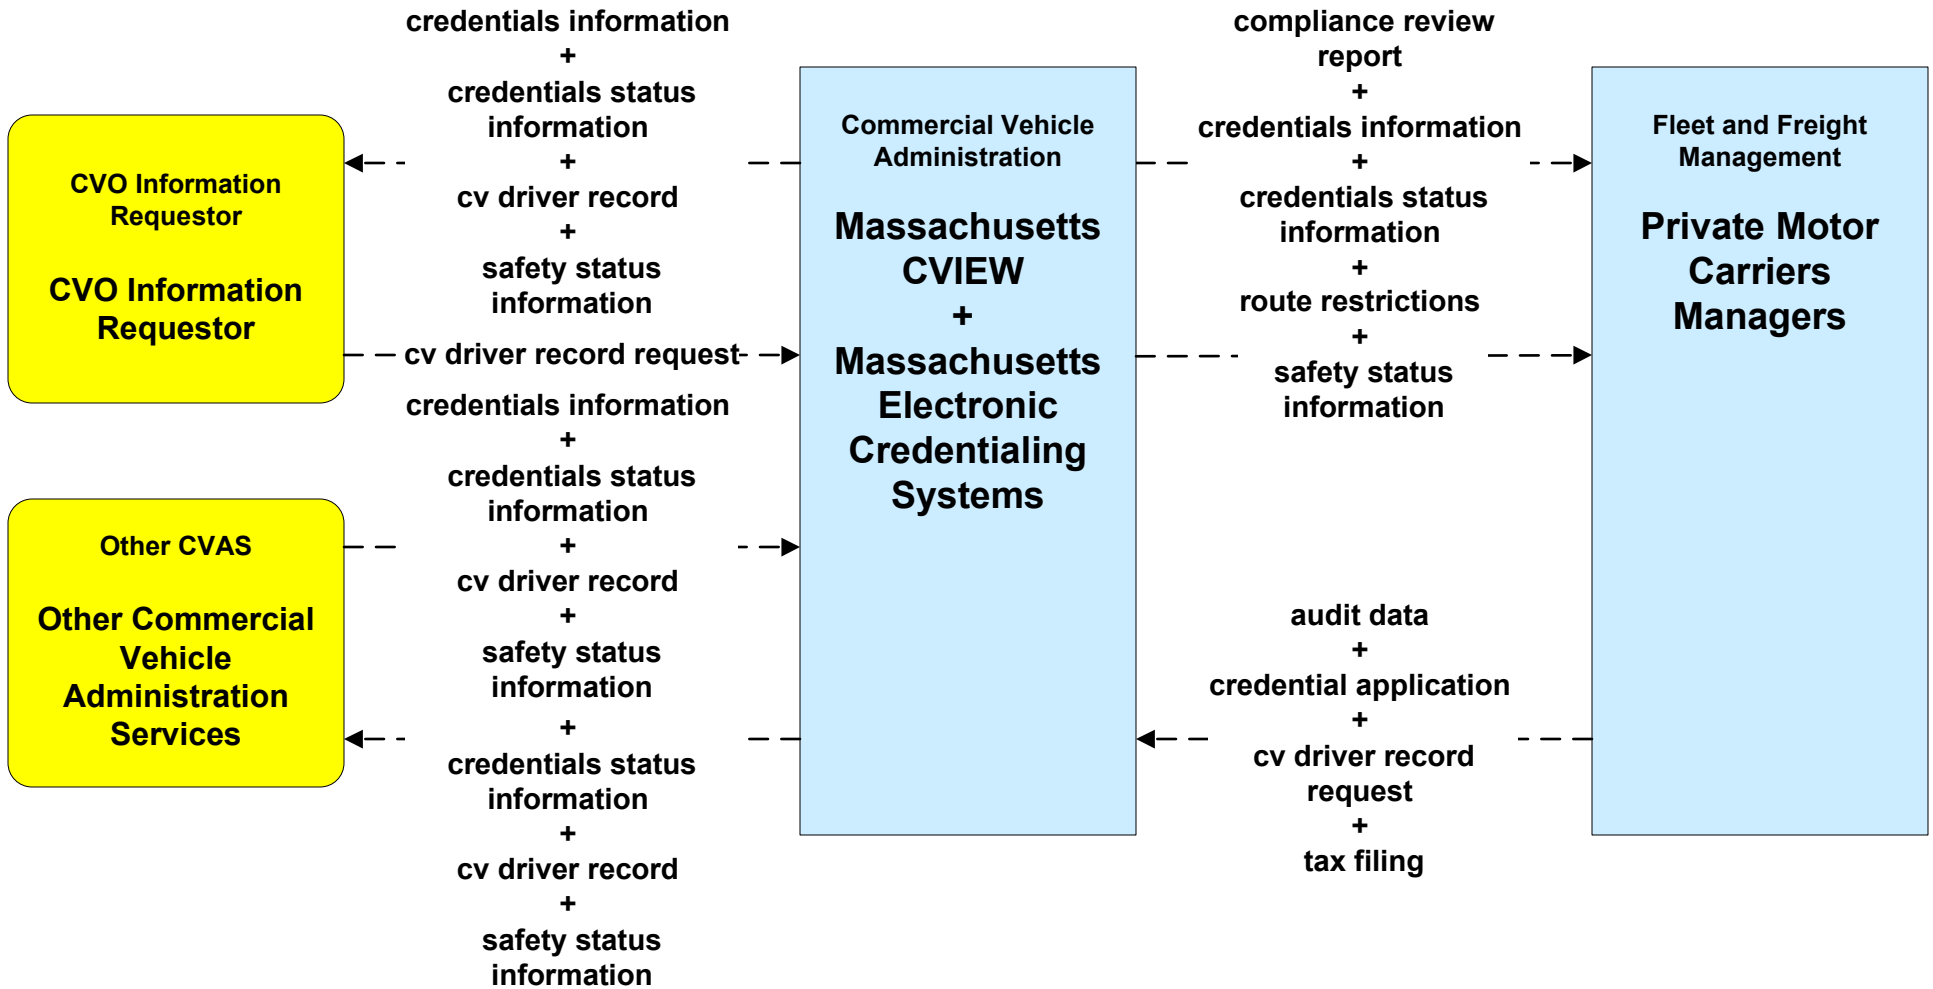 credentials information
+
credentials status
information
+
cv driver record
+
safety status
information
cv driver record request
credentials information
+
credentials status
information
+
cv driver record
+
safety status
information
+
credentials status
information
+
cv driver record
+
safety status
information
CVO Information
Requestor
CVO Information
Requestor
Other CVAS
Other Commercial
Vehicle
Administration
Services
Commercial Vehicle
Administration
Massachusetts
CVIEW
+
Massachusetts
Electronic
Credentialing
Systems
compliance review
report
+
credentials information
+
credentials status
information
+
route restrictions
+
safety status
information
audit data
+
credential application
+
cv driver record
request
+
tax filing
Fleet and Freight
Management
Private Motor
Carriers
Managers